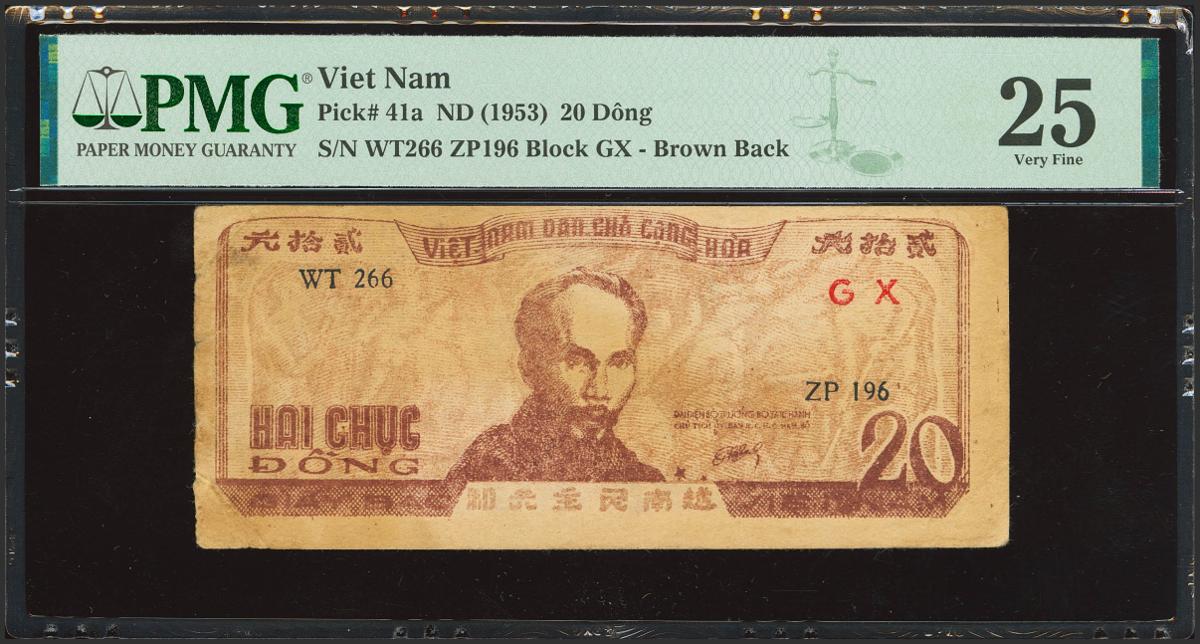 PMG®
PAPER MONEY GUARANTY
Viet Nam
Pick# 41a ND (1953) 20 Dông
S/N WT266 ZP196 Block GX - Brown Back
25
Very Fine
元拾貳
VIỆT NAM DÂN CHỦ CỘNG HÒA
元拾貳
WT 266
G X
ZP 196
HAI CHỤC
ĐỒNG
20
和共主民南越